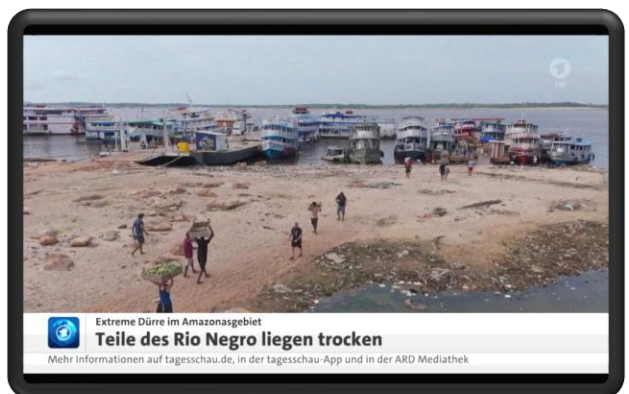 HD
Extreme Dürre im Amazonasgebiet
Teile des Rio Negro liegen trocken
Mehr Informationen auf tagesschau.de, in der tagesschau-App und in der ARD Mediathek